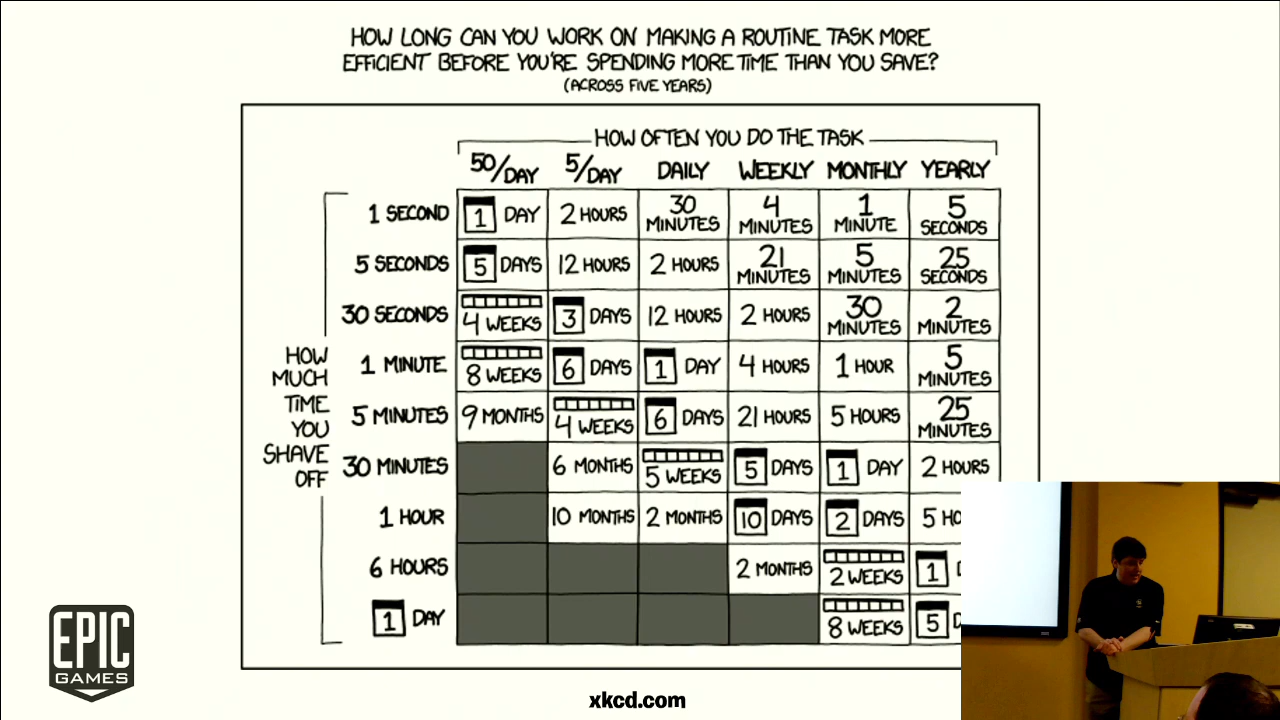 HOW LONG CAN YOU WORK ON MAKING A ROUTINE TASK MORE
EFFICIENT BEFORE YOU'RE SPENDING MORE TIME THAN YOU SAVE?
(ACROSS FIVE YEARS)
HOW OFTEN YOU DO THE TASK
50/DAY 5/DAY DAILY WEEKLY MONTHLY YEARLY
HOW MUCH TIME YOU SHAVE OFF
1 SECOND 1 DAY 2 HOURS 30 MINUTES 4 MINUTES 1 MINUTE 5 SECONDS
5 SECONDS 5 DAYS 12 HOURS 2 HOURS 21 MINUTES 5 MINUTES 25 SECONDS
30 SECONDS 4 WEEKS 3 DAYS 12 HOURS 2 HOURS 30 MINUTES 2 MINUTES
1 MINUTE 8 WEEKS 6 DAYS 1 DAY 4 HOURS 1 HOUR 5 MINUTES
5 MINUTES 9 MONTHS 4 WEEKS 6 DAYS 21 HOURS 5 HOURS 25 MINUTES
30 MINUTES 6 MONTHS 5 WEEKS 5 DAYS 1 DAY 2 HOURS
1 HOUR 10 MONTHS 2 MONTHS 10 DAYS 2 DAYS 5
6 HOURS 2 MONTHS 2 WEEKS 1
1 DAY 8 WEEKS 5
EPIC
GAMES
xkcd.com